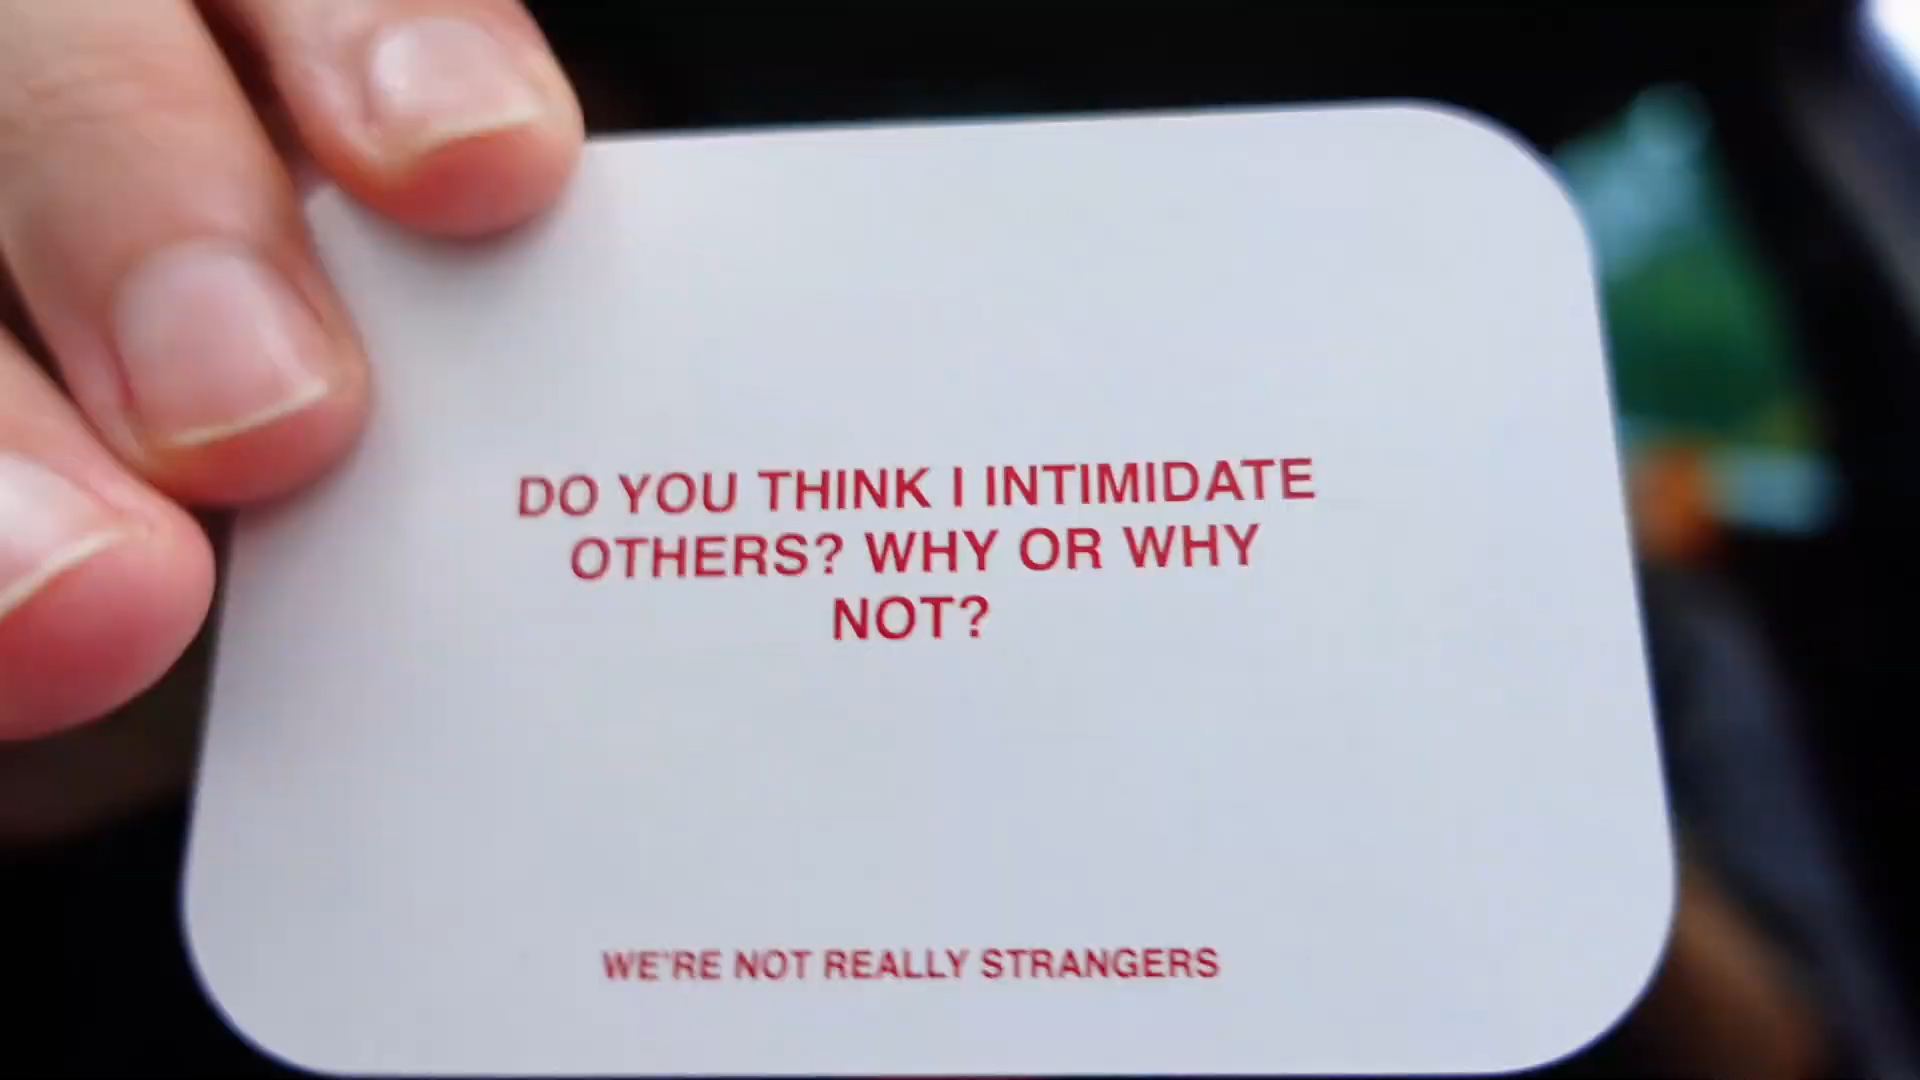 DO YOU THINK I INTIMIDATE
OTHERS? WHY OR WHY
NOT?
WE'RE NOT REALLY STRANGERS